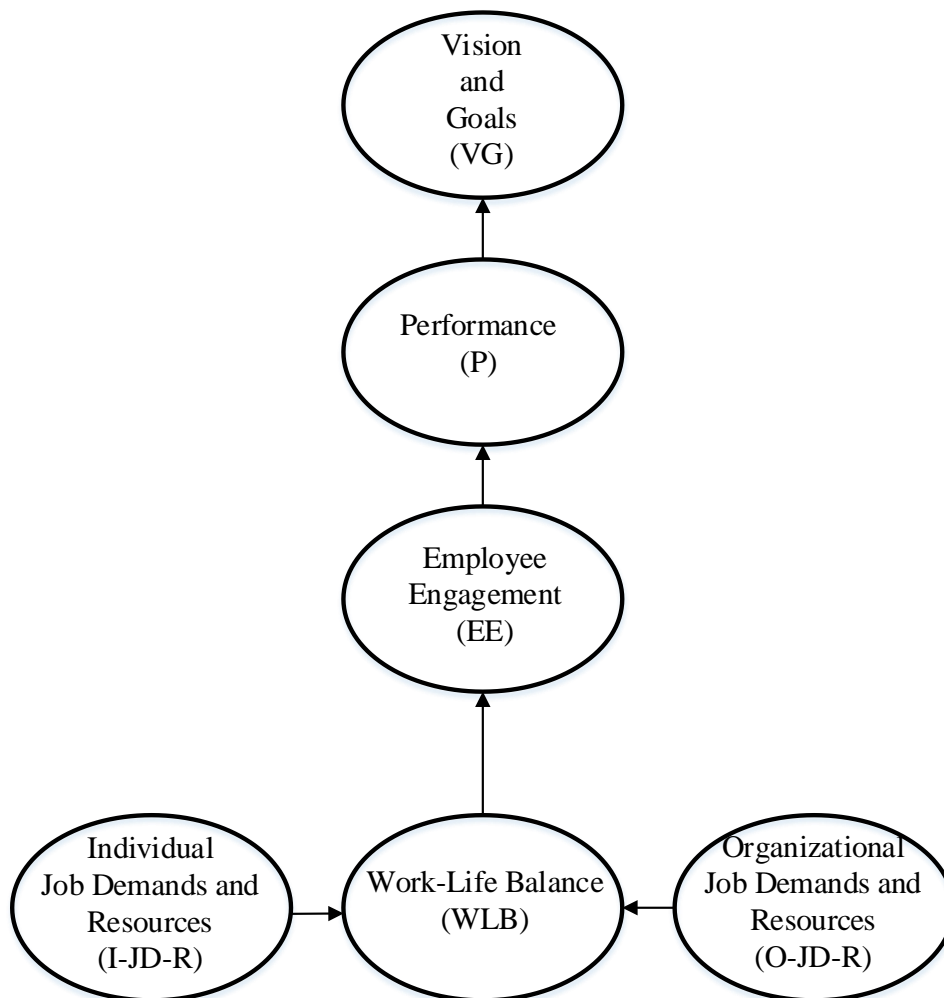 Vision
and
Goals
(VG)
Performance
(P)
Employee
Engagement
(EE)
Individual
Job Demands and
Resources
(I-JD-R)
Work-Life Balance
(WLB)
Organizational
Job Demands and
Resources
(O-JD-R)